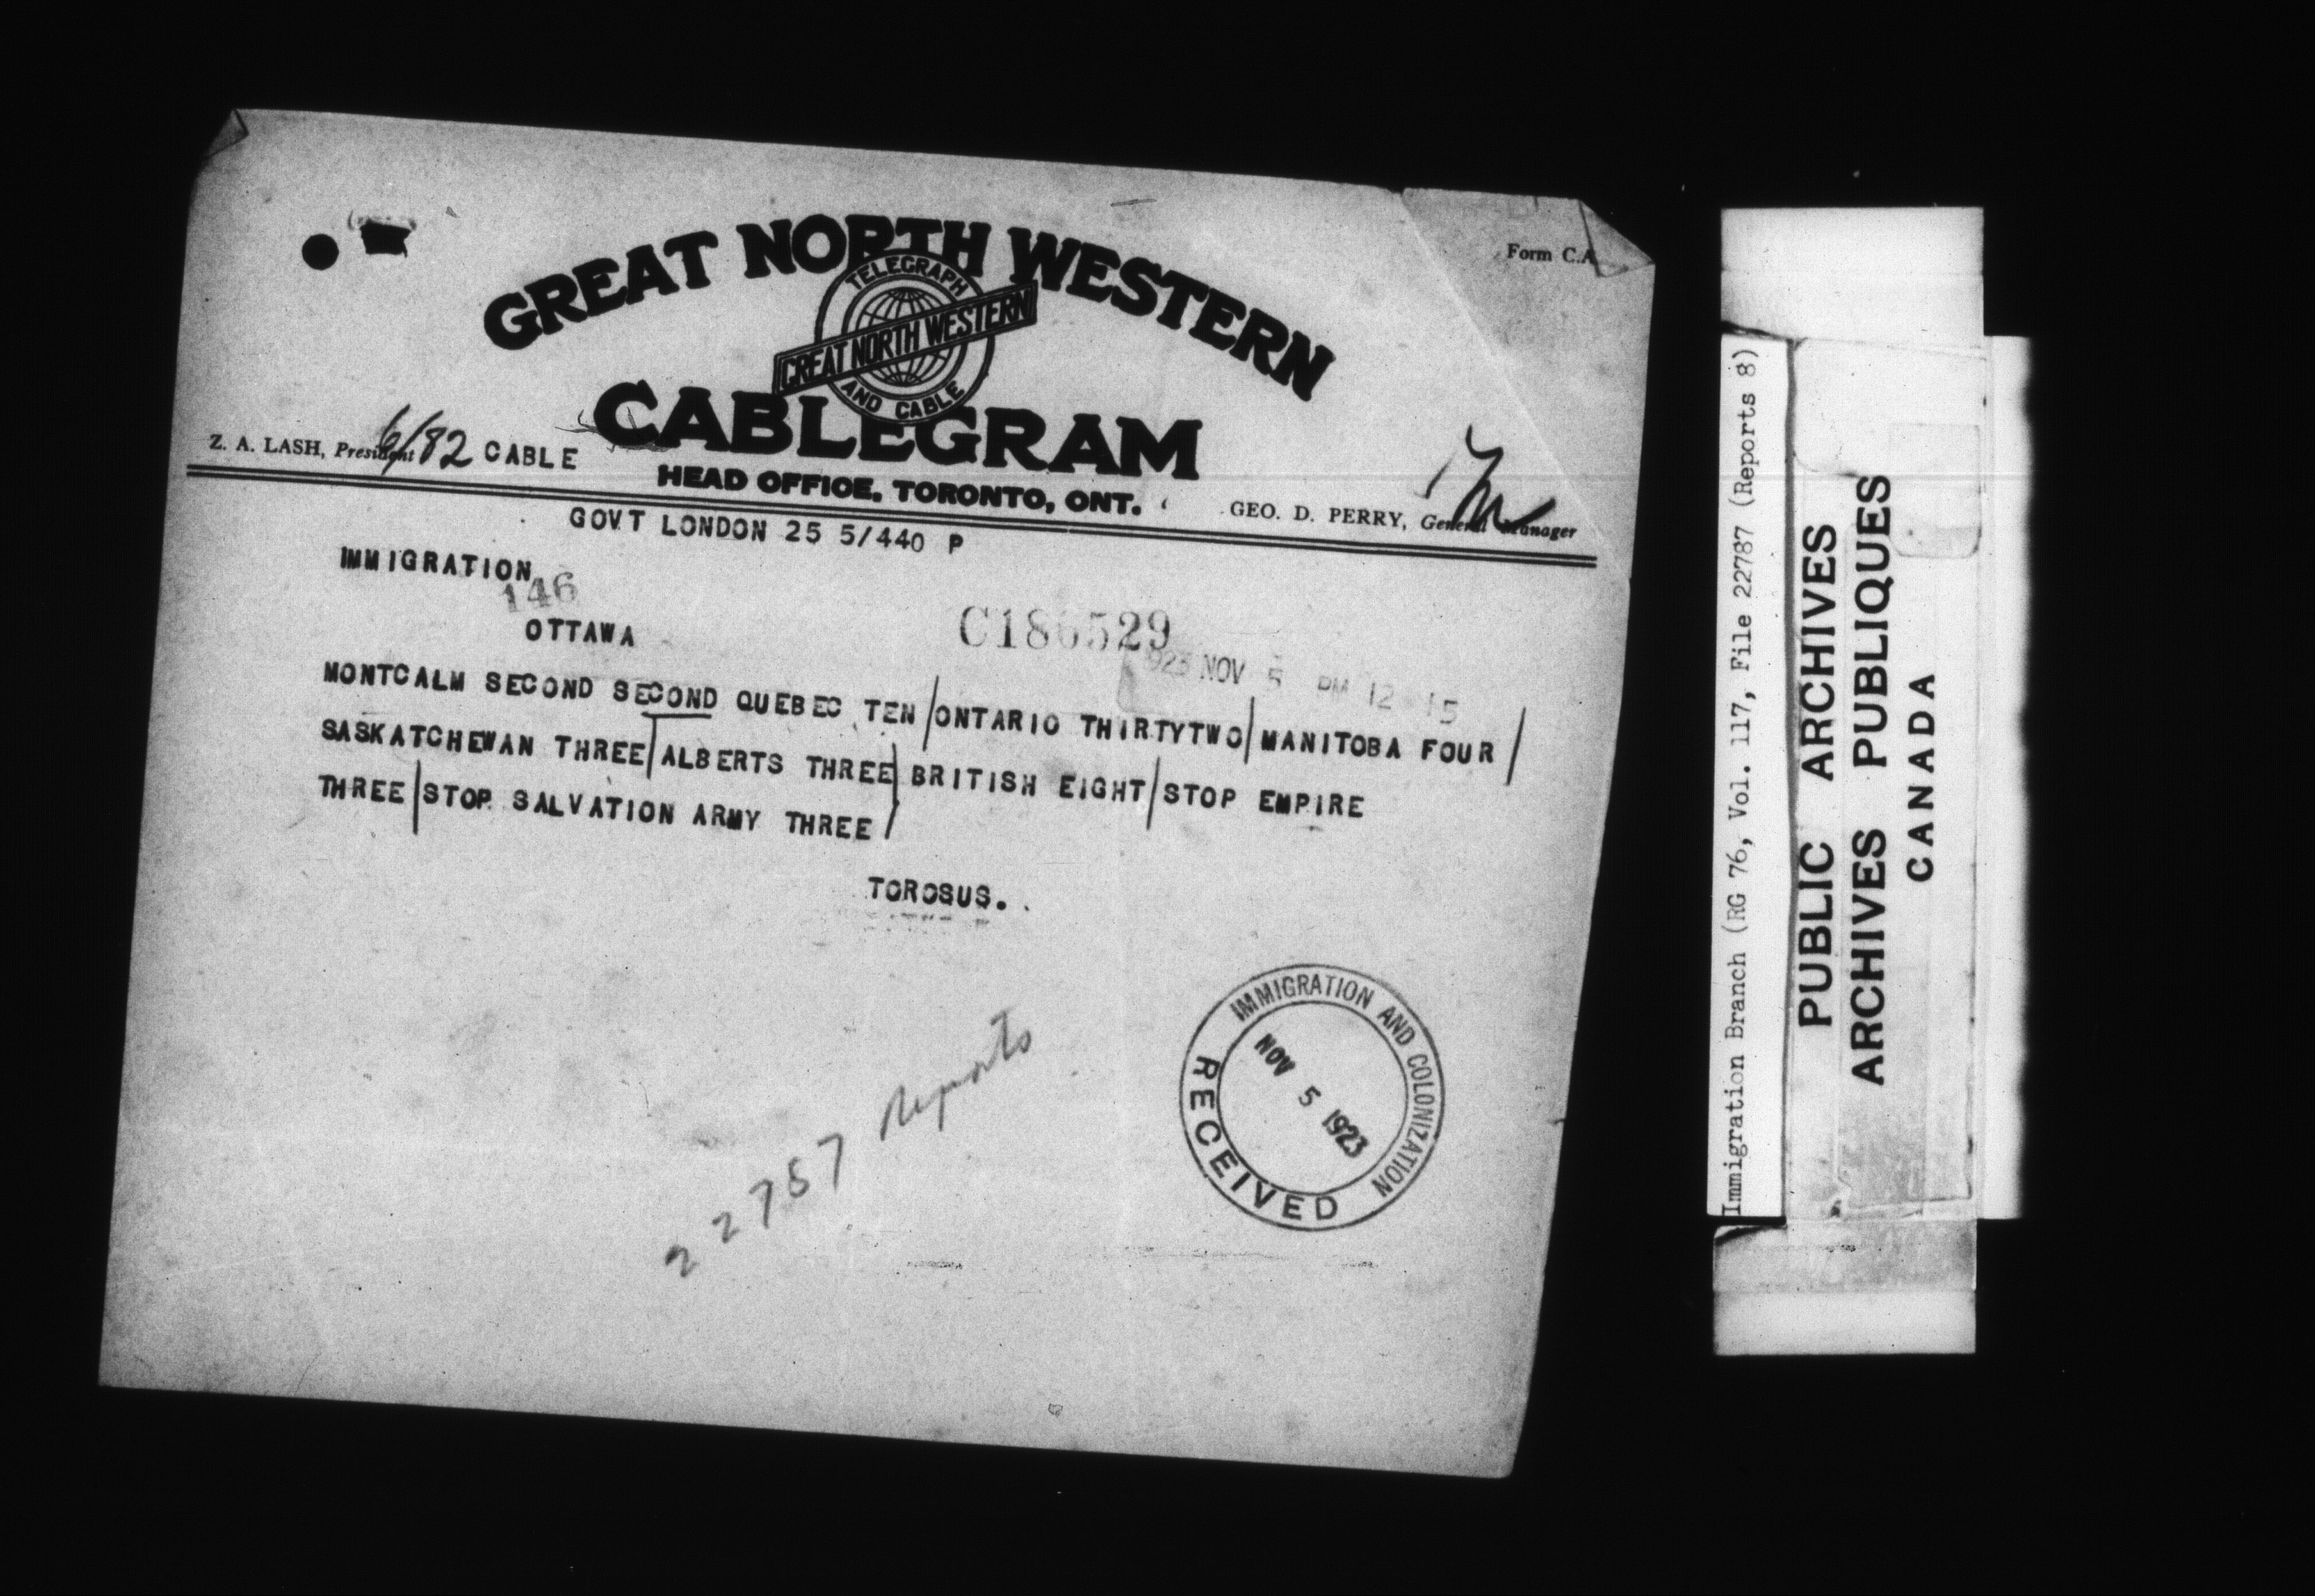 Form C.A
GREAT NORTH WESTERN
TELEGRAPH
GREAT NORTH WESTERN
AND CABLE
CABLEGRAM
Z. A. LASH, President 6/82 CABLE
HEAD OFFICE, TORONTO, ONT.
GEO. D. PERRY, General Manager
GOVT LONDON 25 5/440 P
IMMIGRATION
146
OTTAWA
C186529
1923 NOV 5 PM 12 15
MONTCALM SECOND SECOND QUEBEC TEN/ONTARIO THIRTYTWO/MANITOBA FOUR/
SASKATCHEWAN THREE/ALBERTS THREE/BRITISH EIGHT/STOP EMPIRE
THREE/STOP SALVATION ARMY THREE/
TOROSUS.
22787 Reports
IMMIGRATION AND COLONIZATION
NOV 5 1923
RECEIVED
Immigration Branch (RG 76, Vol. 117, File 22787 (Reports 8)
PUBLIC ARCHIVES
ARCHIVES PUBLIQUES
CANADA